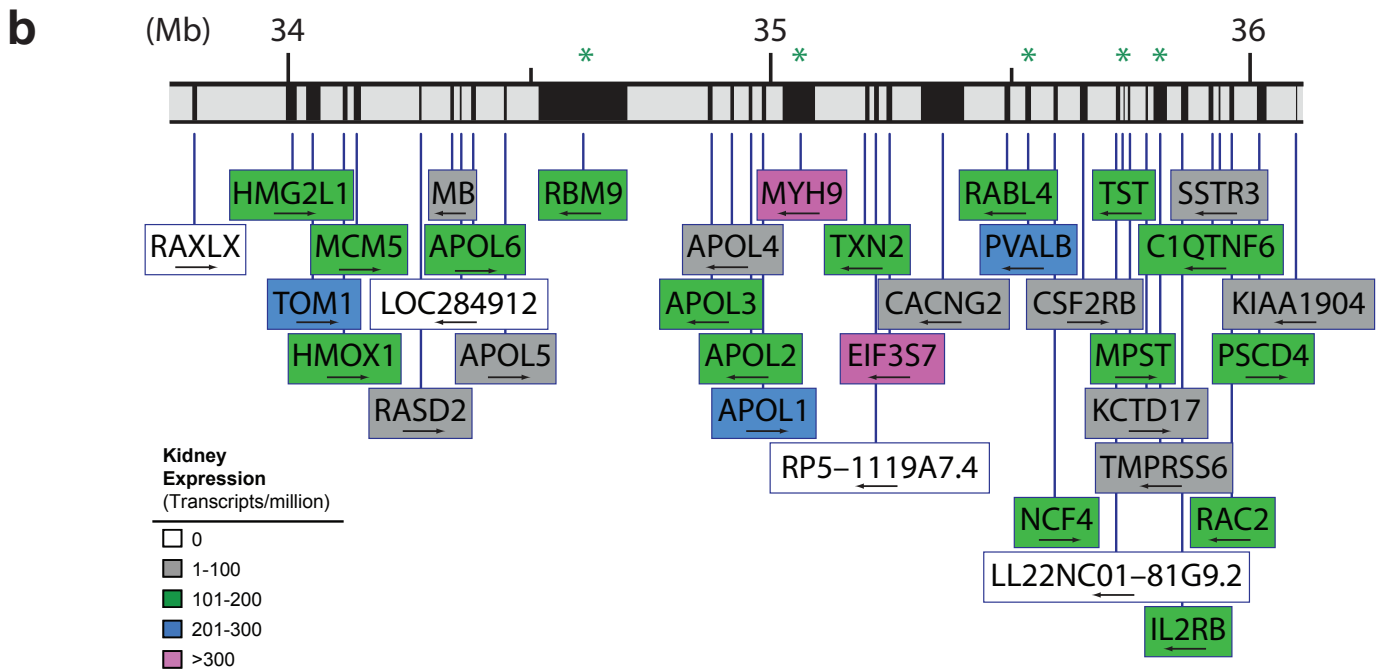 b
(Mb) 34 35 36
* * * * *
HMG2L1 MB RBM9 MYH9 RABL4 TST SSTR3
RAXLX MCM5 APOL6 APOL4 TXN2 PVALB C1QTNF6
TOM1 LOC284912 APOL3 CACNG2 CSF2RB KIAA1904
HMOX1 APOL5 APOL2 EIF3S7 MPST PSCD4
RASD2 APOL1 KCTD17
RP5–1119A7.4 TMPRSS6
NCF4 RAC2
LL22NC01–81G9.2
IL2RB
Kidney
Expression
(Transcripts/million)
0
1-100
101-200
201-300
>300